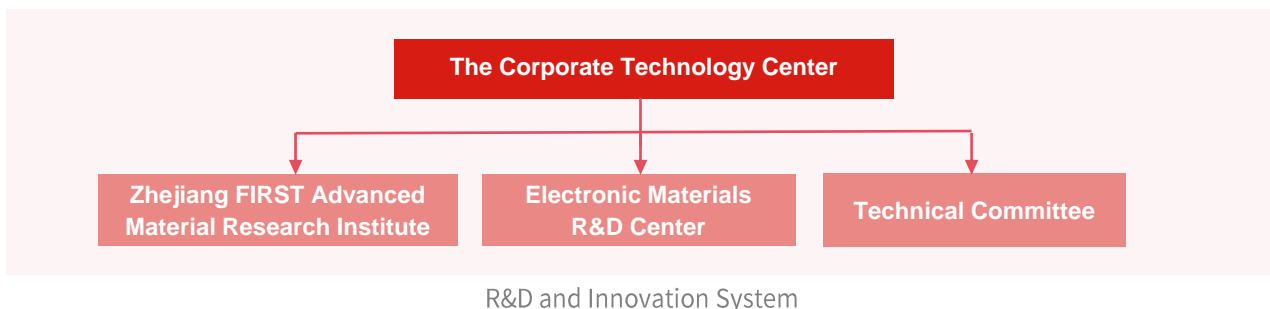 The Corporate Technology Center
Zhejiang FIRST Advanced
Material Research Institute
Electronic Materials
R&D Center
Technical Committee
R&D and Innovation System